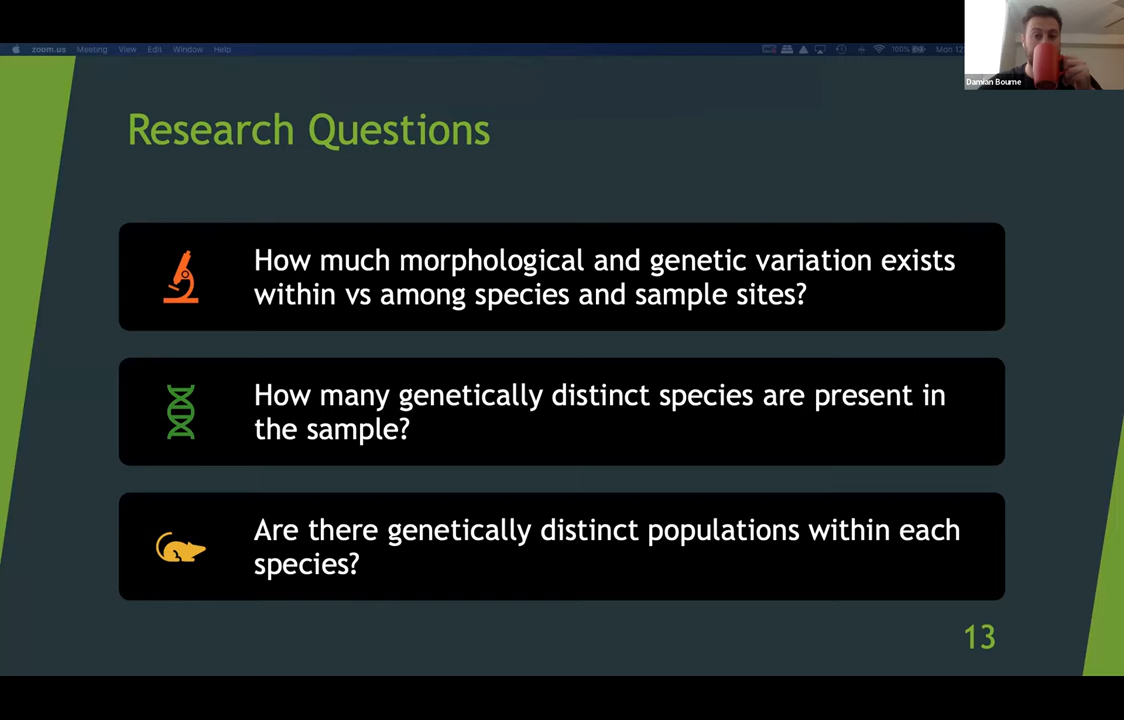 zoom.us Meeting View Edit Window Help 100% Mon 12
Damian Bourne
Research Questions
How much morphological and genetic variation exists
within vs among species and sample sites?
How many genetically distinct species are present in
the sample?
Are there genetically distinct populations within each
species?
13